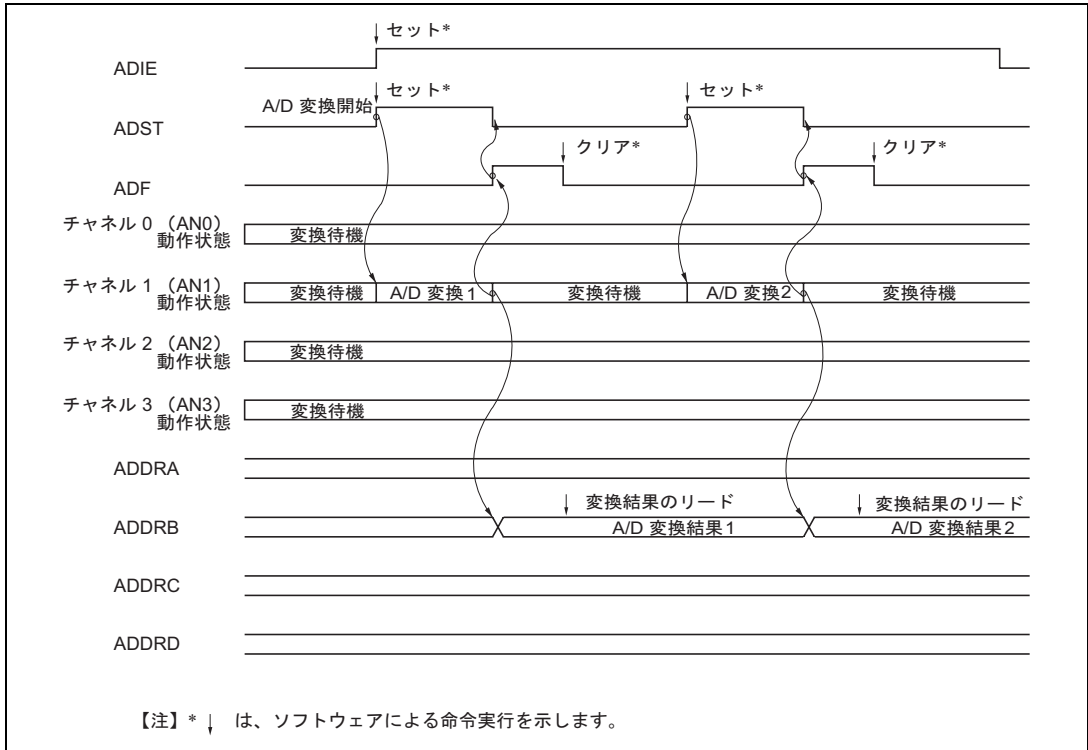 セット*
ADIE
セット*
セット*
A/D 変換開始
ADST
クリア*
クリア*
ADF
チャネル 0 （AN0）
動作状態
変換待機
チャネル 1 （AN1）
動作状態
変換待機 A/D 変換 1 変換待機 A/D 変換2 変換待機
チャネル 2 （AN2）
動作状態
変換待機
チャネル 3 （AN3）
動作状態
変換待機
ADDRA
変換結果のリード 変換結果のリード
ADDRB
A/D 変換結果1 A/D 変換結果2
ADDRC
ADDRD
【注】* ↓ は、ソフトウェアによる命令実行を示します。